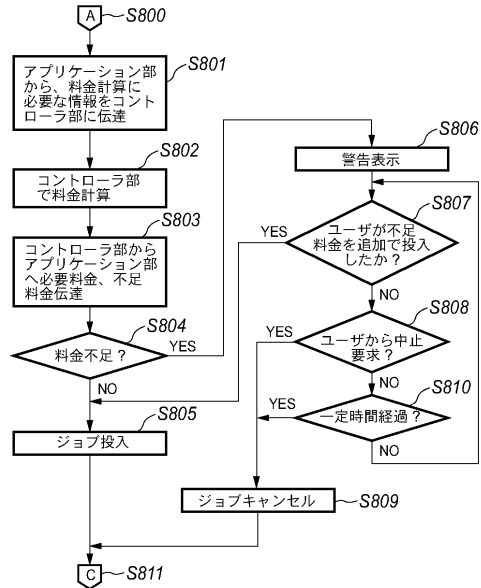 A
S800
アプリケーション部
から、料金計算に
必要な情報をコント
ローラ部に伝達
S801
コントローラ部
で料金計算
S802
コントローラ部から
アプリケーション部
へ必要料金、不足
料金伝達
S803
料金不足？
S804
YES
NO
ジョブ投入
S805
警告表示
S806
ユーザが不足
料金を追加で投入
したか？
S807
YES
NO
ユーザから中止
要求？
S808
YES
NO
一定時間経過？
S810
YES
NO
ジョブキャンセル
S809
C
S811